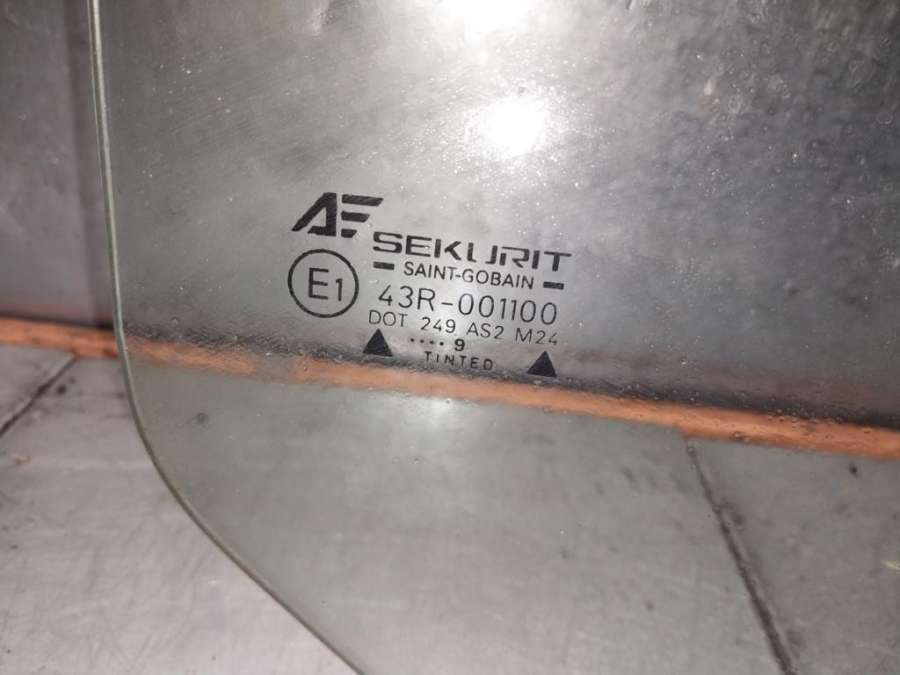 AF
SEKURIT
SAINT-GOBAIN
E1
43R-001100
DOT 249 AS2 M24
.... 9
TINTED